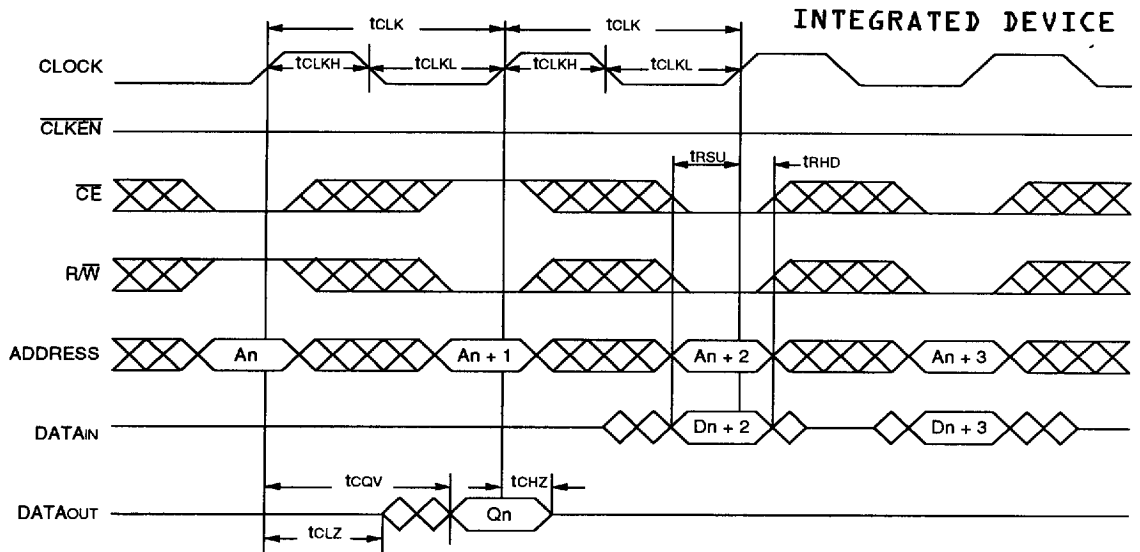 INTEGRATED DEVICE
tCLK tCLK
CLOCK tCLKH tCLKL tCLKH tCLKL
CLKEN
tRSU tRHD
CE
R/W
ADDRESS An An + 1 An + 2 An + 3
DATAIN Dn + 2 Dn + 3
tCQV tCHZ
DATAOUT Qn
tCLZ